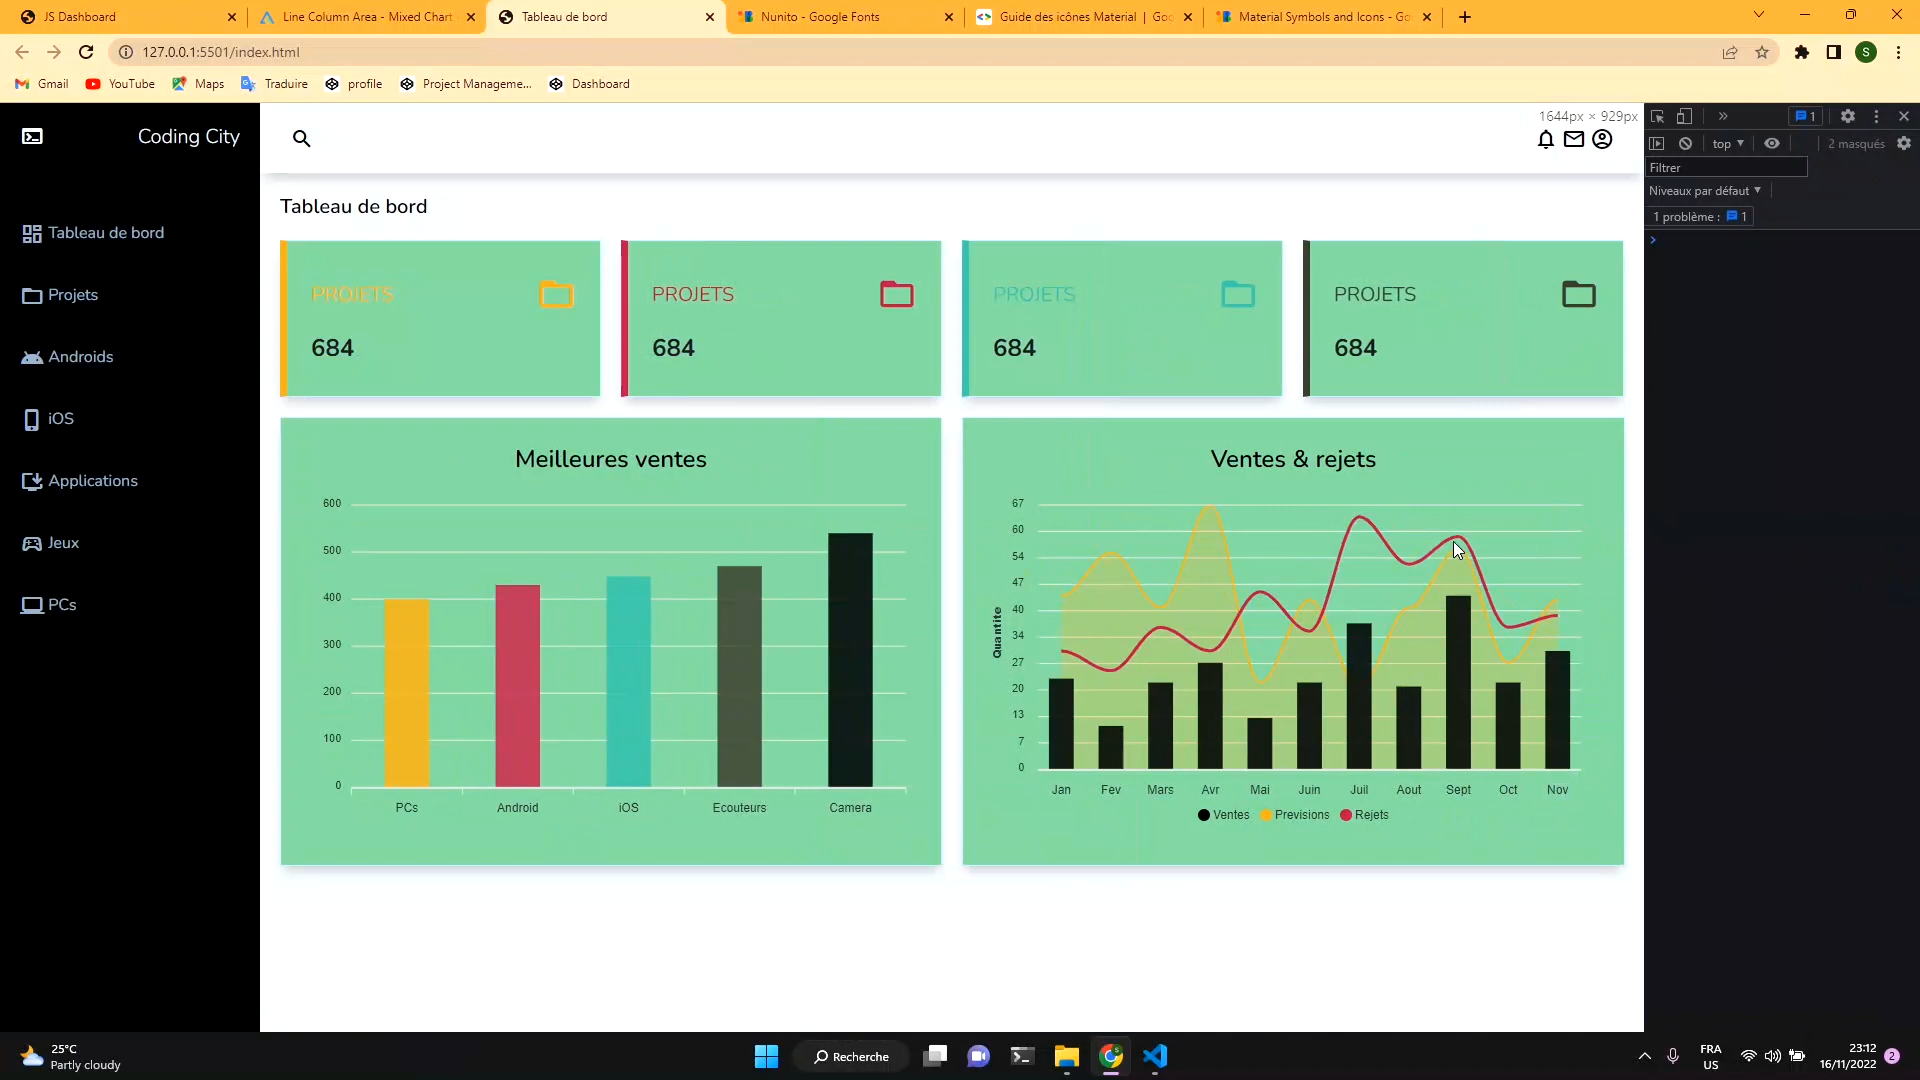 JS Dashboard
Line Column Area - Mixed Chart
Tableau de bord
Nunito - Google Fonts
Guide des icônes Material | Goo
Material Symbols and Icons - Go
127.0.0.1:5501/index.html
S
Gmail
YouTube
Maps
Traduire
profile
Project Manageme...
Dashboard
Coding City
Tableau de bord
Projets
Androids
iOS
Applications
Jeux
PCs
1644px × 929px
Tableau de bord
PROJETS
684
PROJETS
684
PROJETS
684
PROJETS
684
Meilleures ventes
600
500
400
300
200
100
0
PCs Android iOS Ecouteurs Camera
Ventes & rejets
Quantite
67
60
54
47
40
34
27
20
13
7
0
Jan Fev Mars Avr Mai Juin Juil Aout Sept Oct Nov
Ventes Previsions Rejets
1
top
2 masqués
Filtrer
Niveaux par défaut
1 problème : 1
25°C
Partly cloudy
Recherche
FRA
US
23:12
16/11/2022
2